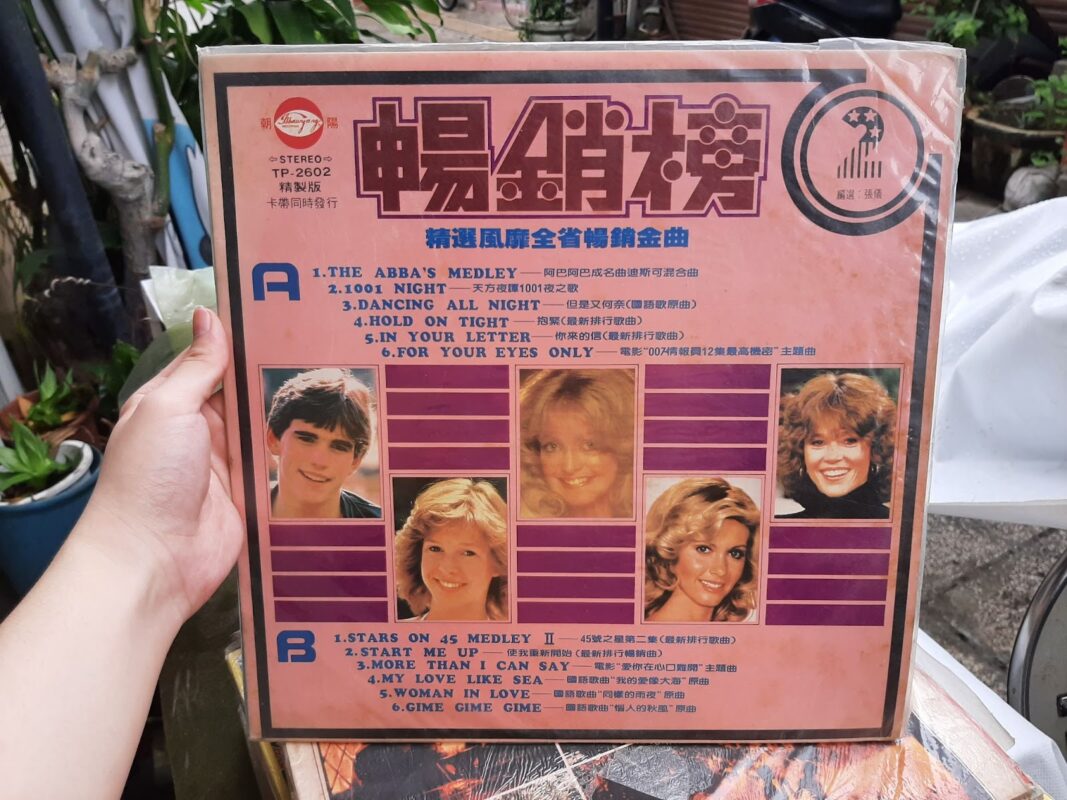 朝 陽
⇦STEREO⇨
TP-2602
精製版
卡帶同時發行
暢銷榜
2
編選：張儀
精選風靡全省暢銷金曲
A
1.THE ABBA'S MEDLEY——阿巴阿巴成名曲迪斯可混合曲
2.1001 NIGHT——天方夜譚1001夜之歌
3.DANCING ALL NIGHT——但是又何奈(國語歌原曲)
4.HOLD ON TIGHT——抱緊(最新排行歌曲)
5.IN YOUR LETTER——你來的信(最新排行歌曲)
6.FOR YOUR EYES ONLY——電影"007情報員12集最高機密"主題曲
B
1.STARS ON 45 MEDLEY II——45號之星第二集(最新排行歌曲)
2.START ME UP——使我重新開始(最新排行暢銷曲)
3.MORE THAN I CAN SAY——電影"愛你在心口難開"主題曲
4.MY LOVE LIKE SEA——國語歌曲"我的愛像大海"原曲
5.WOMAN IN LOVE——國語歌曲"同樣的雨夜"原曲
6.GIME GIME GIME——國語歌曲"惱人的秋風"原曲